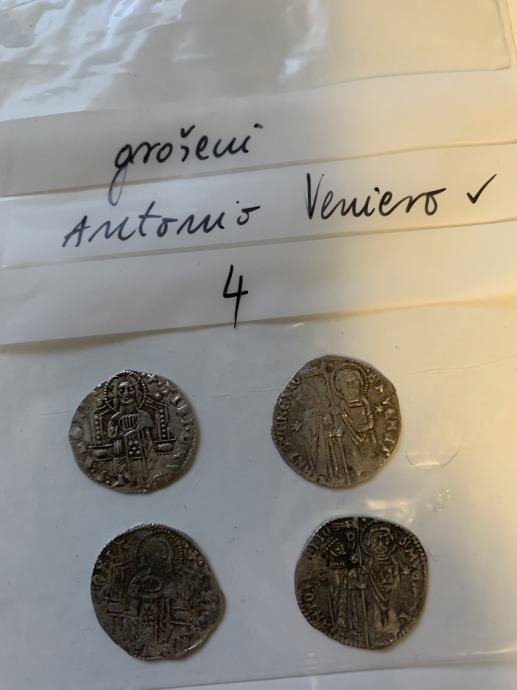 grošeni
Antonio Veniero ✓
4